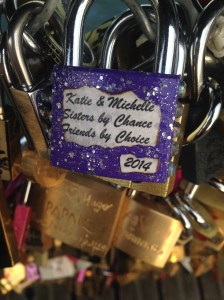 Katie & Michelle
Sisters by Chance
Friends by Choice
2014